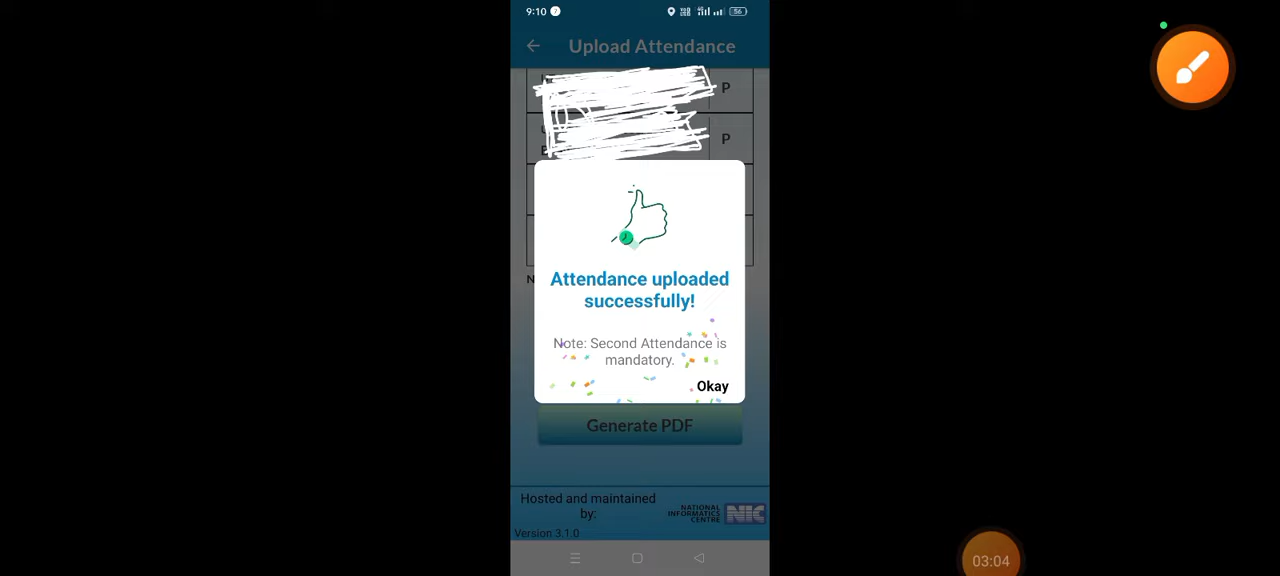 9:10
56
Upload Attendance
P
P
Attendance uploaded
successfully!
Note: Second Attendance is
mandatory.
Okay
Generate PDF
Hosted and maintained
by:
NATIONAL
INFORMATICS
CENTRE
NIC
Version:3.1.0
03:04